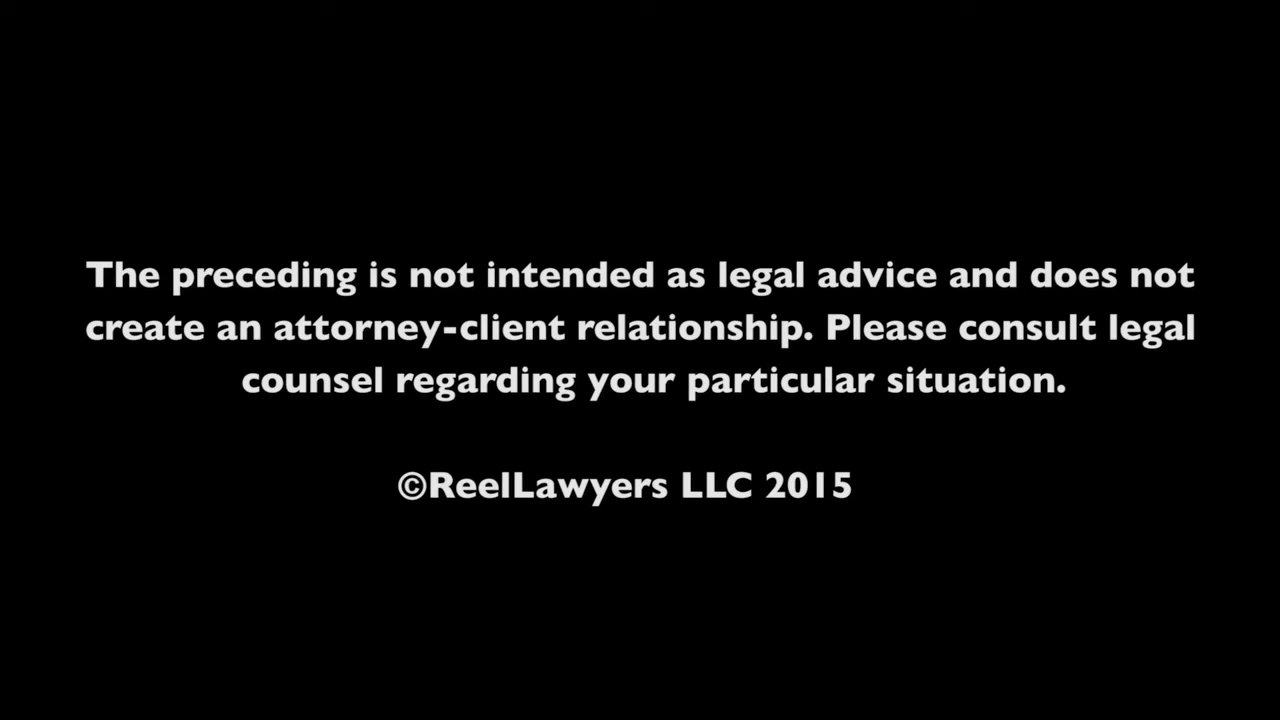 The preceding is not intended as legal advice and does not
create an attorney-client relationship. Please consult legal
counsel regarding your particular situation.
©ReelLawyers LLC 2015